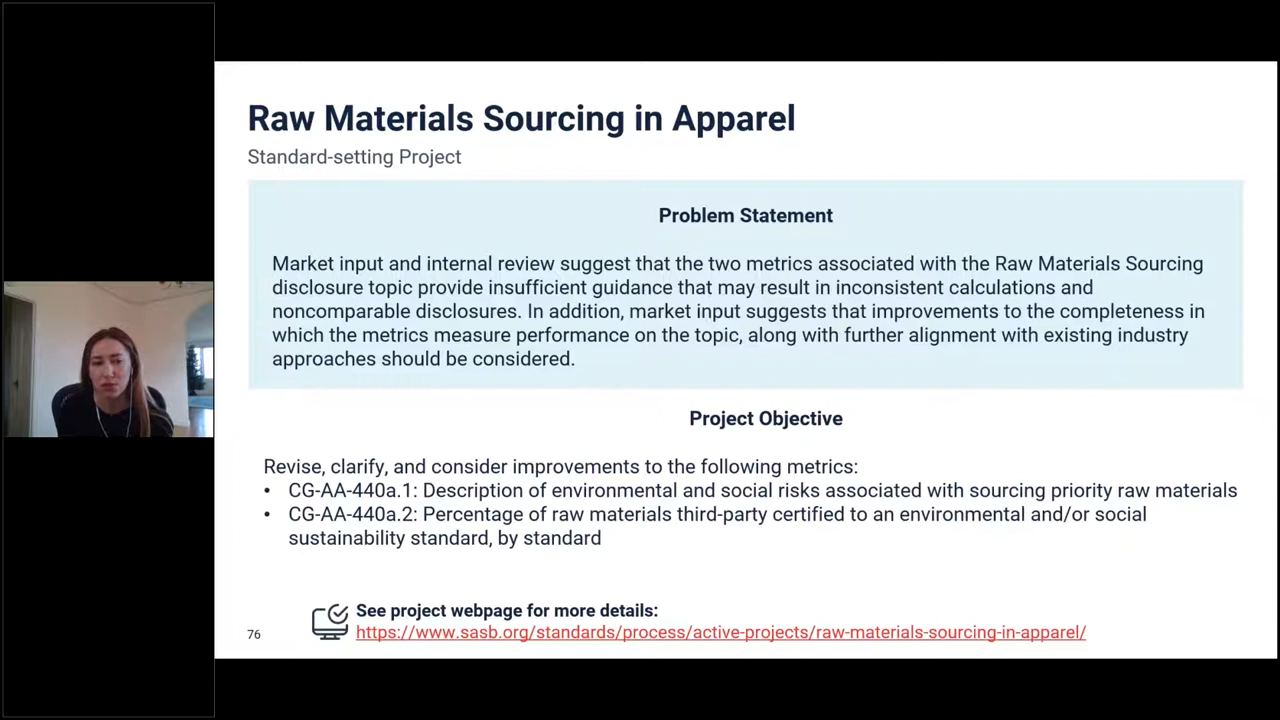 Raw Materials Sourcing in Apparel
Standard-setting Project
Problem Statement
Market input and internal review suggest that the two metrics associated with the Raw Materials Sourcing
disclosure topic provide insufficient guidance that may result in inconsistent calculations and
noncomparable disclosures. In addition, market input suggests that improvements to the completeness in
which the metrics measure performance on the topic, along with further alignment with existing industry
approaches should be considered.
Project Objective
Revise, clarify, and consider improvements to the following metrics:
• CG-AA-440a.1: Description of environmental and social risks associated with sourcing priority raw materials
• CG-AA-440a.2: Percentage of raw materials third-party certified to an environmental and/or social
sustainability standard, by standard
See project webpage for more details:
76
https://www.sasb.org/standards/process/active-projects/raw-materials-sourcing-in-apparel/